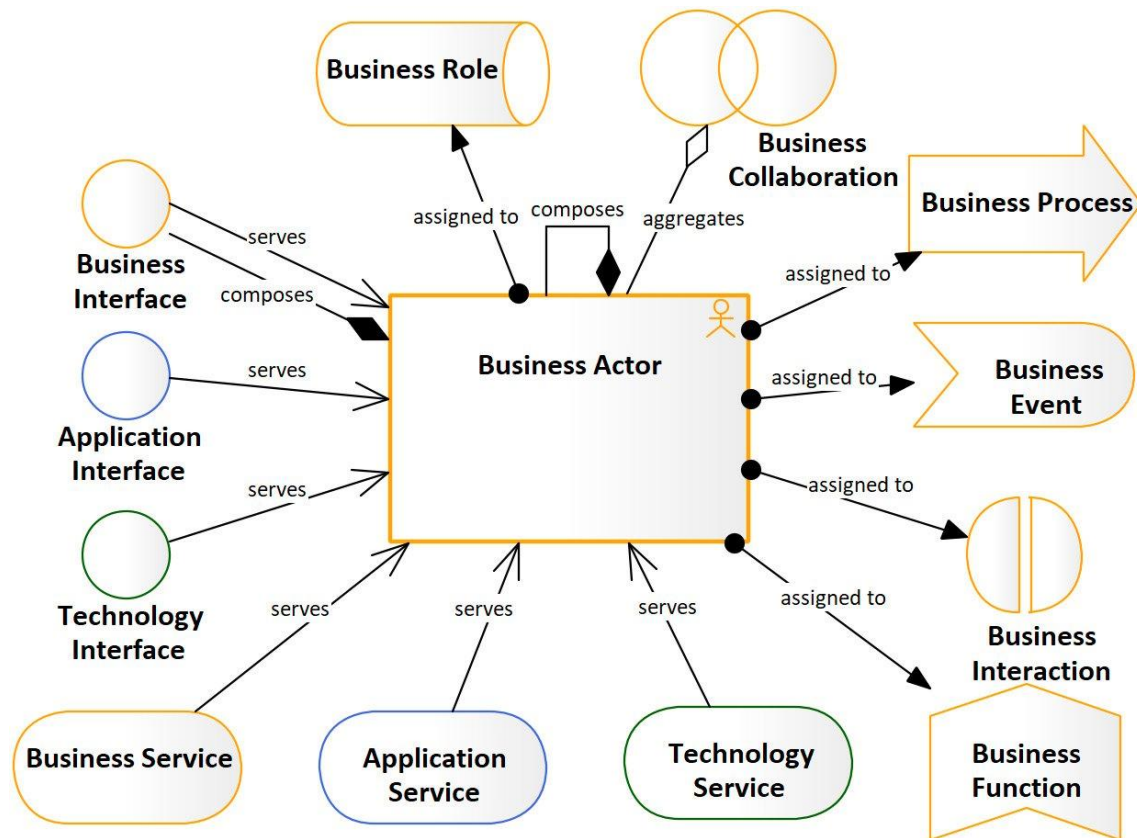 Business Role
Business
Collaboration
Business Process
assigned to
composes
aggregates
serves
Business
Interface
composes
assigned to
Business Actor
assigned to
Business
Event
serves
Application
Interface
serves
assigned to
Technology
Interface
serves
serves
serves
assigned to
Business
Interaction
Business Service
Application
Service
Technology
Service
Business
Function